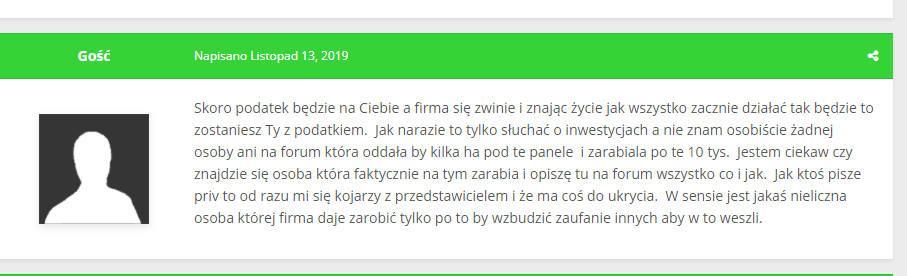 Gość
Napisano Listopad 13, 2019
Skoro podatek będzie na Ciebie a firma się zwinie i znając życie jak wszystko zacznie działać tak będzie to
zostaniesz Ty z podatkiem.  Jak narazie to tylko słuchać o inwestycjach a nie znam osobiście żadnej
osoby ani na forum która oddała by kilka ha pod te panele  i zarabiala po te 10 tys.  Jestem ciekaw czy
znajdzie się osoba która faktycznie na tym zarabia i opiszę tu na forum wszystko co i jak.  Jak ktoś pisze
priv to od razu mi się kojarzy z przedstawicielem i że ma coś do ukrycia.  W sensie jest jakaś nieliczna
osoba której firma daje zarobić tylko po to by wzbudzić zaufanie innych aby w to weszli.